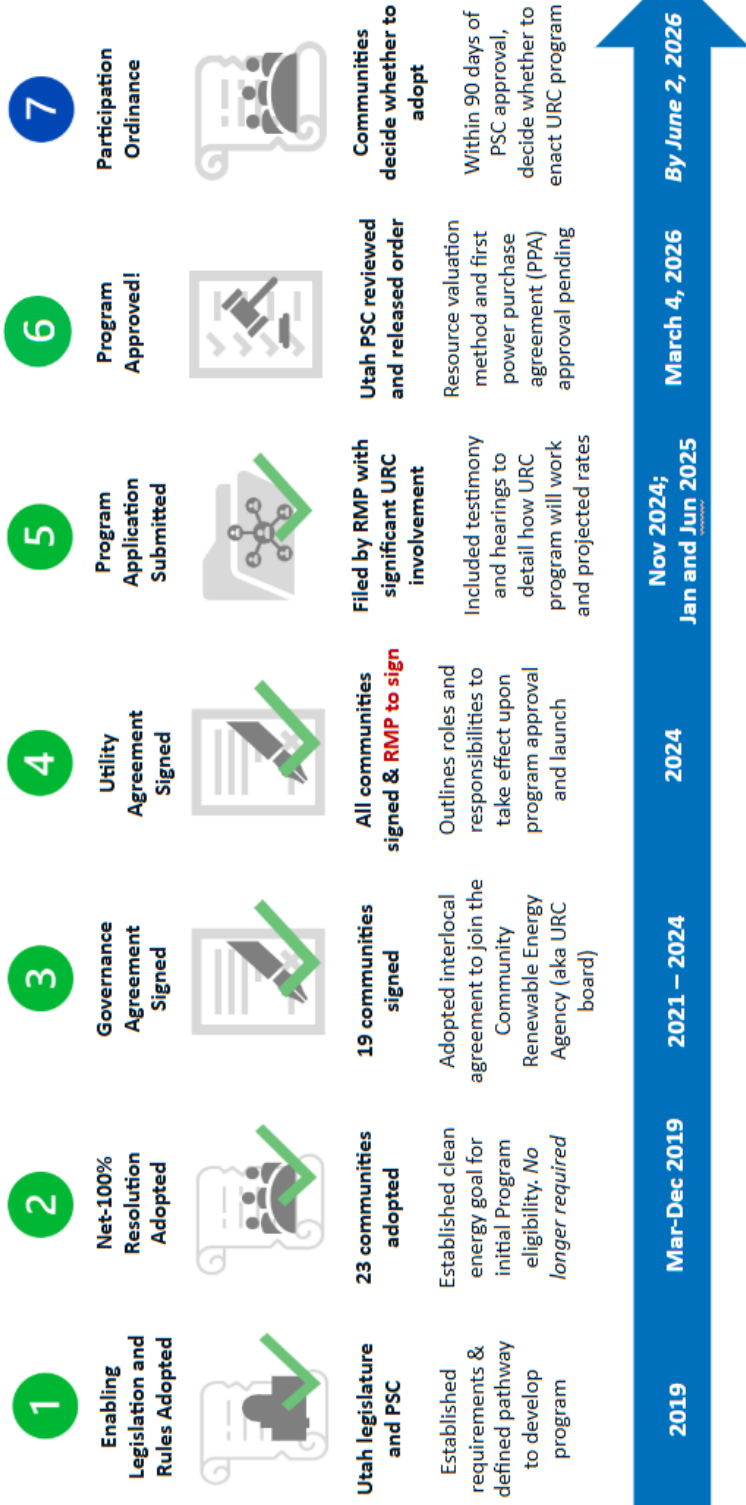 1
Enabling
Legislation and
Rules Adopted
Utah legislature
and PSC
Established
requirements &
defined pathway
to develop
program
2019
2
Net-100%
Resolution
Adopted
23 communities
adopted
Established clean
energy goal for
initial Program
eligibility. No
longer required
Mar-Dec 2019
3
Governance
Agreement
Signed
19 communities
signed
Adopted interlocal
agreement to join the
Community
Renewable Energy
Agency (aka URC
board)
2021 – 2024
4
Utility
Agreement
Signed
All communities
signed & RMP to sign
Outlines roles and
responsibilities to
take effect upon
program approval
and launch
2024
5
Program
Application
Submitted
Filed by RMP with
significant URC
involvement
Included testimony
and hearings to
detail how URC
program will work
and projected rates
Nov 2024;
Jan and Jun 2025
6
Program
Approved!
Utah PSC reviewed
and released order
Resource valuation
method and first
power purchase
agreement (PPA)
approval pending
March 4, 2026
7
Participation
Ordinance
Communities
decide whether to
adopt
Within 90 days of
PSC approval,
decide whether to
enact URC program
By June 2, 2026